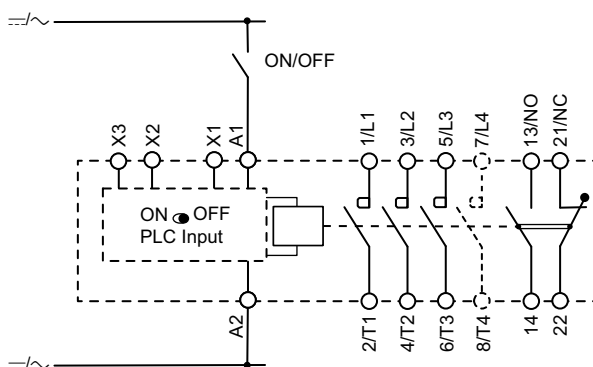 ON/OFF
X3
X2
X1
A1
1/L1
3/L2
5/L3
7/L4
13/NO
21/NC
ON OFF
PLC Input
A2
2/T1
4/T2
6/T3
8/T4
14
22